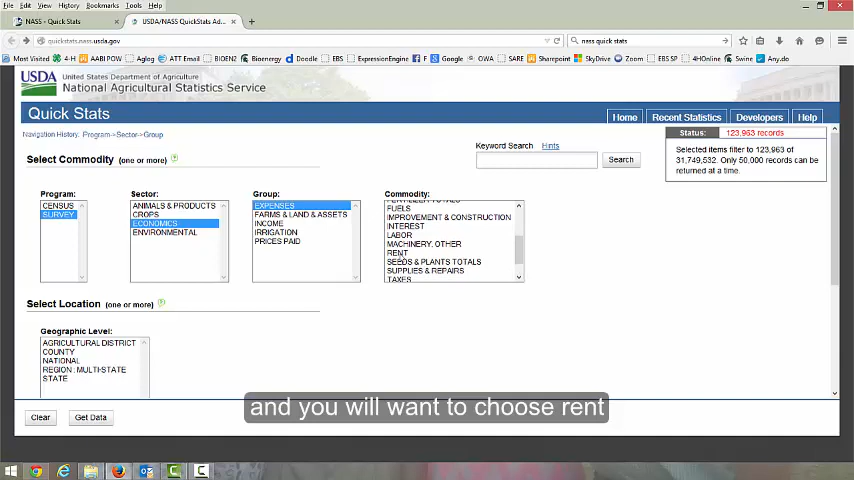 File Edit View History Bookmarks Tools Help
NASS - Quick Stats
USDA/NASS QuickStats Ad...
quickstats.nass.usda.gov
nass quick stats
Most Visited 4-H AABI POW ATT Email BIOEN2 Bioenergy Doodle EBS ExpressionEngine F Google OWA SARE Sharepoint SkyDrive Zoom EBS SP 4HOnline Swine Any.do
USDA
United States Department of Agriculture
National Agricultural Statistics Service
Quick Stats
Home Recent Statistics Developers Help
Navigation History: Program->Sector->Group
Status: 123,963 records
Selected items filter to 123,963 of
31,749,532. Only 50,000 records can be
returned at a time.
Select Commodity (one or more)
Keyword Search Hints
Search
Program:
CENSUS
SURVEY
Sector:
ANIMALS & PRODUCTS
CROPS
ECONOMICS
ENVIRONMENTAL
Group:
EXPENSES
FARMS & LAND & ASSETS
INCOME
IRRIGATION
PRICES PAID
Commodity:
FERTILIZER TOTALS
FUELS
IMPROVEMENT & CONSTRUCTION
INTEREST
LABOR
MACHINERY, OTHER
RENT
SEEDS & PLANTS TOTALS
SUPPLIES & REPAIRS
TAXES
Select Location (one or more)
Geographic Level:
AGRICULTURAL DISTRICT
COUNTY
NATIONAL
REGION : MULTI-STATE
STATE
and you will want to choose rent
Clear Get Data